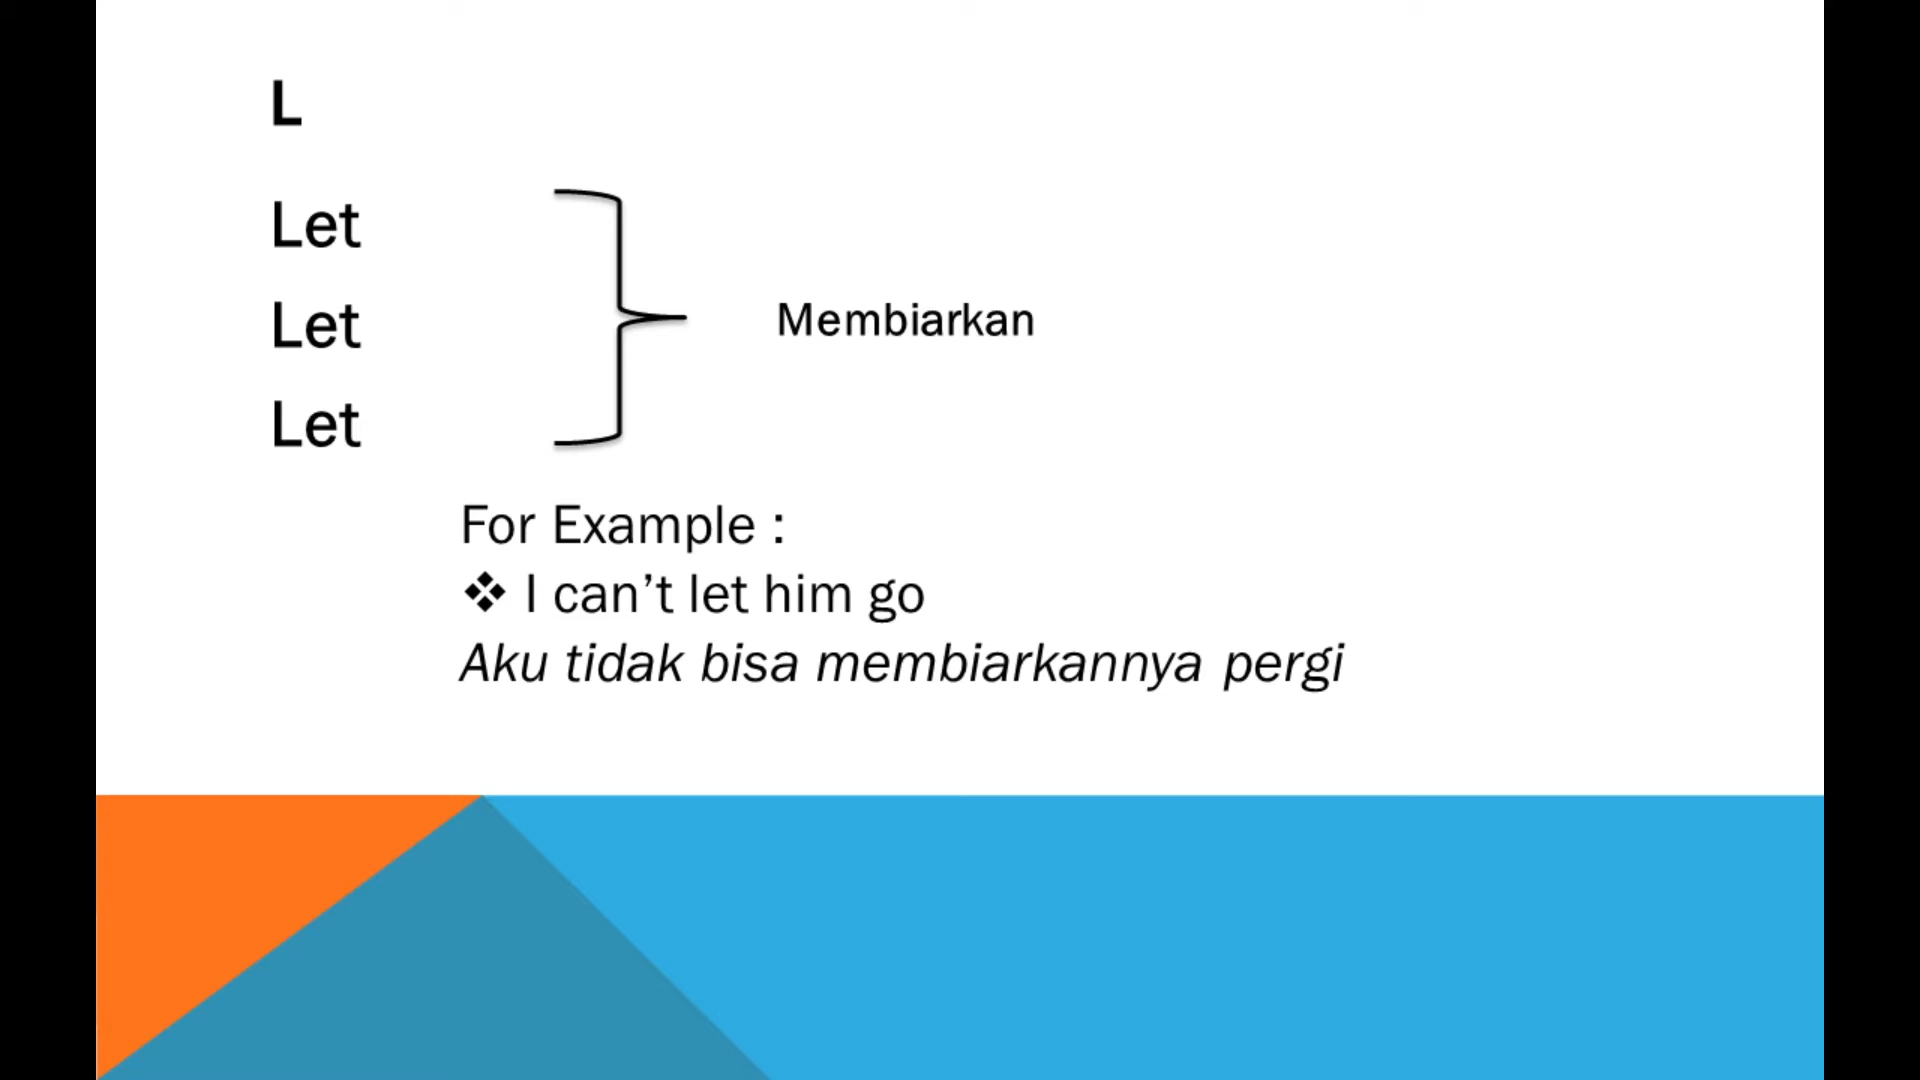 L
Let
Let
Membiarkan
Let
For Example :
❖ I can’t let him go
Aku tidak bisa membiarkannya pergi